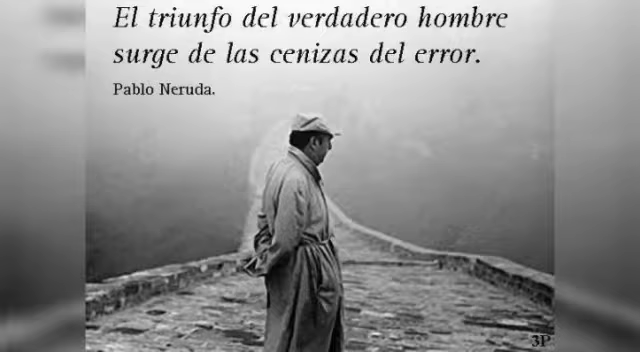 El triunfo del verdadero hombre
surge de las cenizas del error.
Pablo Neruda.
3P